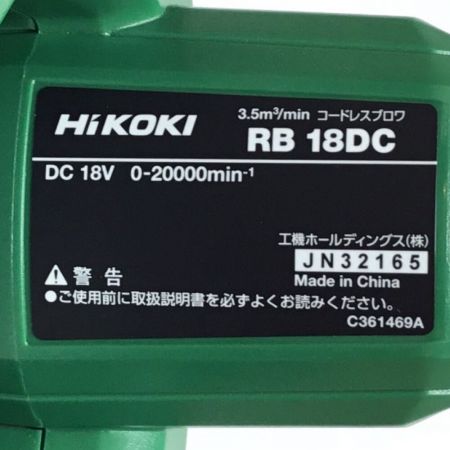 3.5m³/min コードレスブロワ
HiKOKI RB 18DC
DC 18V 0-20000min⁻¹
工機ホールディングス(株)
JN32165
Made in China
⚠ 警告
●ご使用前に取扱説明書を必ずよくお読みください。
C361469A